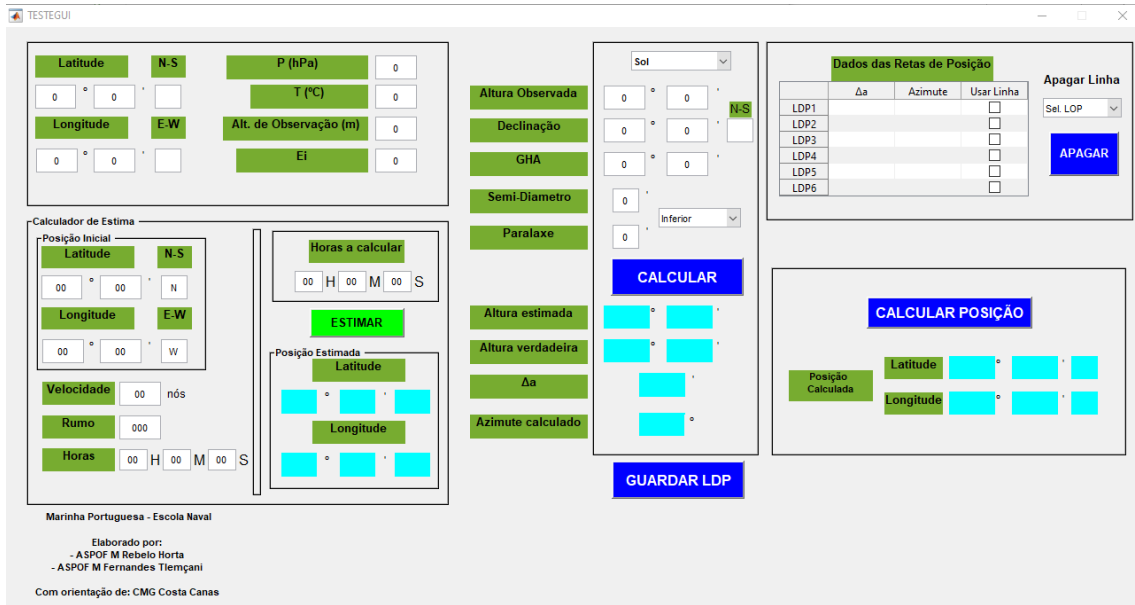 TESTEGUI
Latitude N-S
0 ° 0 '
Longitude E-W
0 ° 0 '
P (hPa) 0
T (ºC) 0
Alt. de Observação (m) 0
Ei 0
Calculador de Estima
Posição Inicial
Latitude N-S
00 ° 00 ' N
Longitude E-W
00 ° 00 ' W
Velocidade 00 nós
Rumo 000
Horas 00 H 00 M 00 S
Horas a calcular
00 H 00 M 00 S
ESTIMAR
Posição Estimada
Latitude
° '
Longitude
° '
Marinha Portuguesa - Escola Naval
Elaborado por:
- ASPOF M Rebelo Horta
- ASPOF M Fernandes Tlemçani
Com orientação de: CMG Costa Canas
Sol
Altura Observada 0 ° 0 '
N-S
Declinação 0 ° 0 '
GHA 0 ° 0 '
Semi-Diametro 0 '
Inferior
Paralaxe 0 '
CALCULAR
Altura estimada ° '
Altura verdadeira ° '
Δa '
Azimute calculado °
GUARDAR LDP
Dados das Retas de Posição
Δa Azimute Usar Linha
LDP1
LDP2
LDP3
LDP4
LDP5
LDP6
Apagar Linha
Sel. LOP
APAGAR
CALCULAR POSIÇÃO
Posição
Calculada
Latitude ° '
Longitude ° '